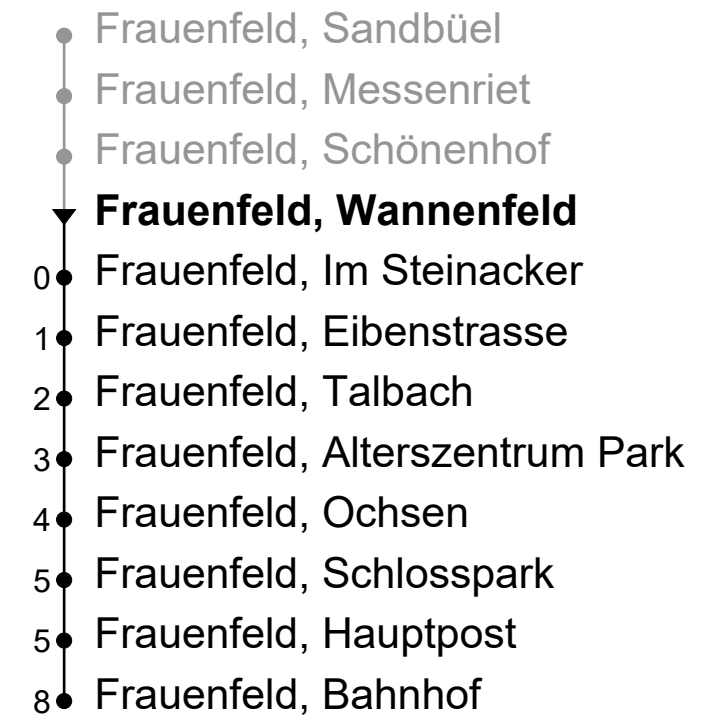 Frauenfeld, Sandbüel
Frauenfeld, Messenriet
Frauenfeld, Schönenhof
Frauenfeld, Wannenfeld
0 Frauenfeld, Im Steinacker
1 Frauenfeld, Eibenstrasse
2 Frauenfeld, Talbach
3 Frauenfeld, Alterszentrum Park
4 Frauenfeld, Ochsen
5 Frauenfeld, Schlosspark
5 Frauenfeld, Hauptpost
8 Frauenfeld, Bahnhof